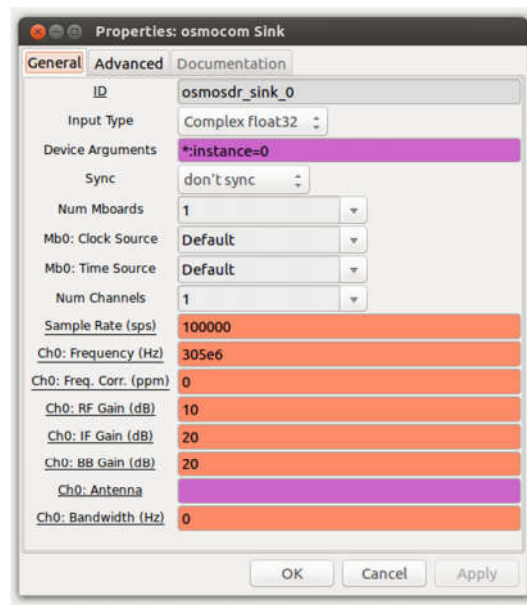 Properties: osmocom Sink
General Advanced Documentation
ID osmosdr_sink_0
Input Type Complex float32
Device Arguments *:instance=0
Sync don't sync
Num Mboards 1
Mb0: Clock Source Default
Mb0: Time Source Default
Num Channels 1
Sample Rate (sps) 100000
Ch0: Frequency (Hz) 305e6
Ch0: Freq. Corr. (ppm) 0
Ch0: RF Gain (dB) 10
Ch0: IF Gain (dB) 20
Ch0: BB Gain (dB) 20
Ch0: Antenna
Ch0: Bandwidth (Hz) 0
OK Cancel Apply